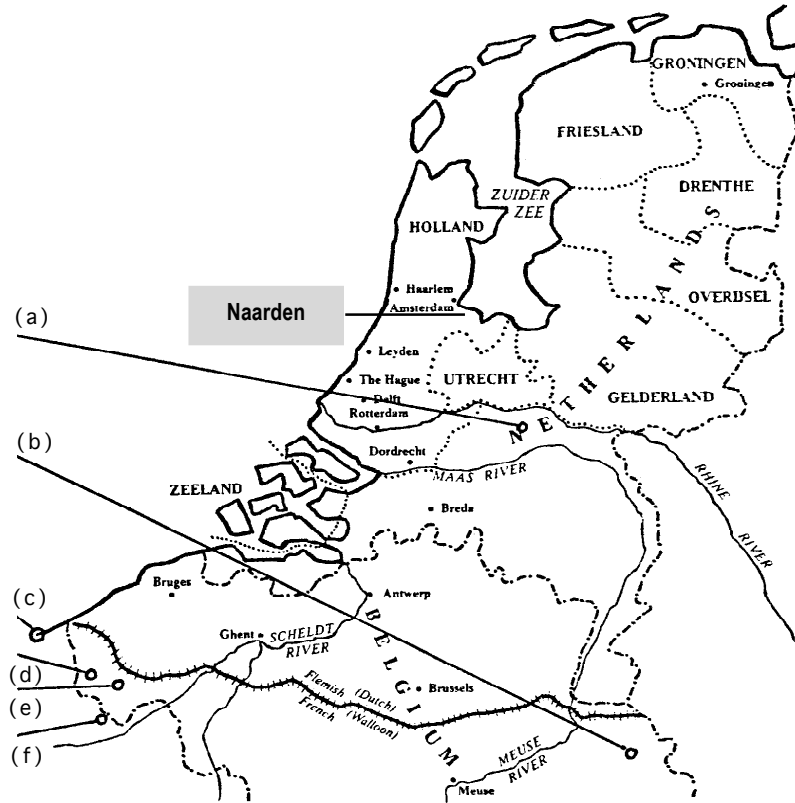 GRONINGEN
Groningen
FRIESLAND
DRENTHE
ZUIDER
ZEE
HOLLAND
NETHERLANDS
OVERIJSEL
Haarlem
Amsterdam
Naarden
(a)
Leyden
The Hague
UTRECHT
GELDERLAND
Delft
Rotterdam
(b)
Dordrecht
MAAS RIVER
RHINE
RIVER
ZEELAND
Breda
(c)
Bruges
Antwerp
BELGIUM
Ghent
SCHELDT
RIVER
(d)
Flemish (Dutch)
French (Walloon)
Brussels
(e)
(f)
MEUSE
RIVER
Meuse